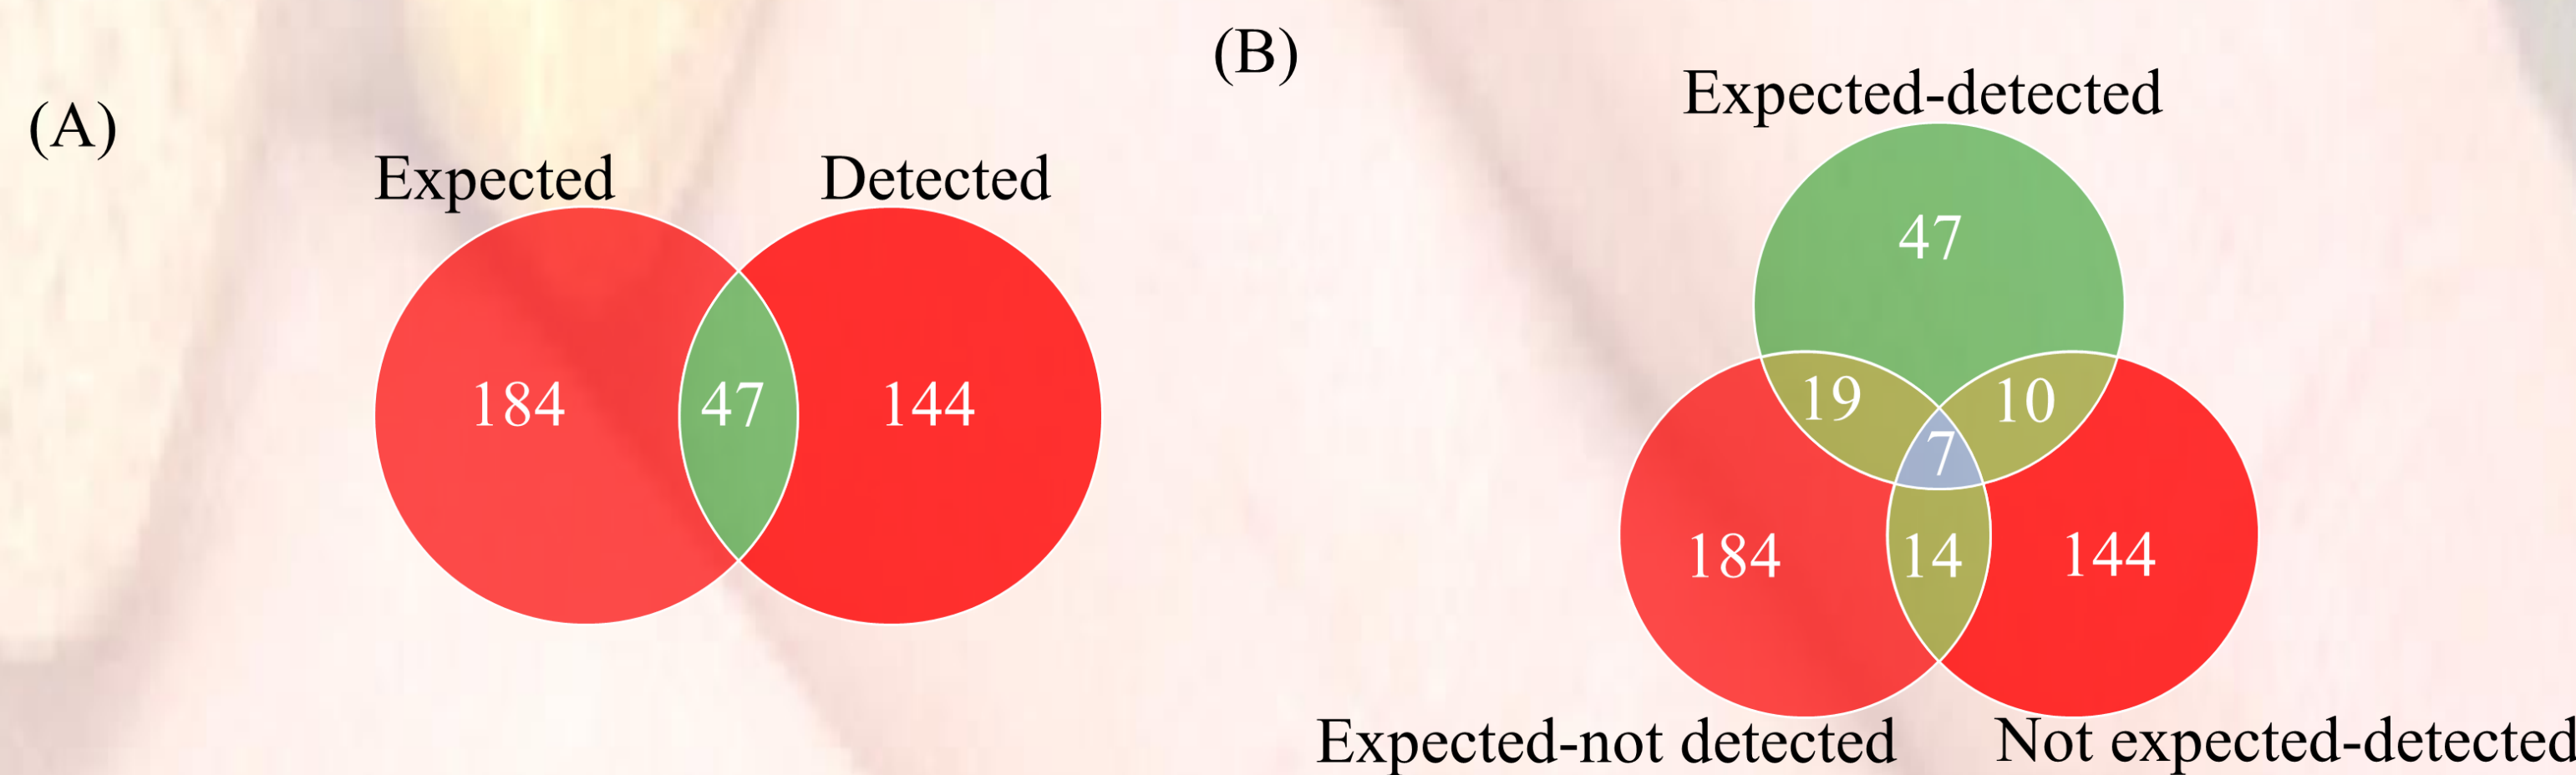 (A)
Expected
Detected
184
47
144
(B)
Expected-detected
47
19
10
7
184
14
144
Expected-not detected
Not expected-detected